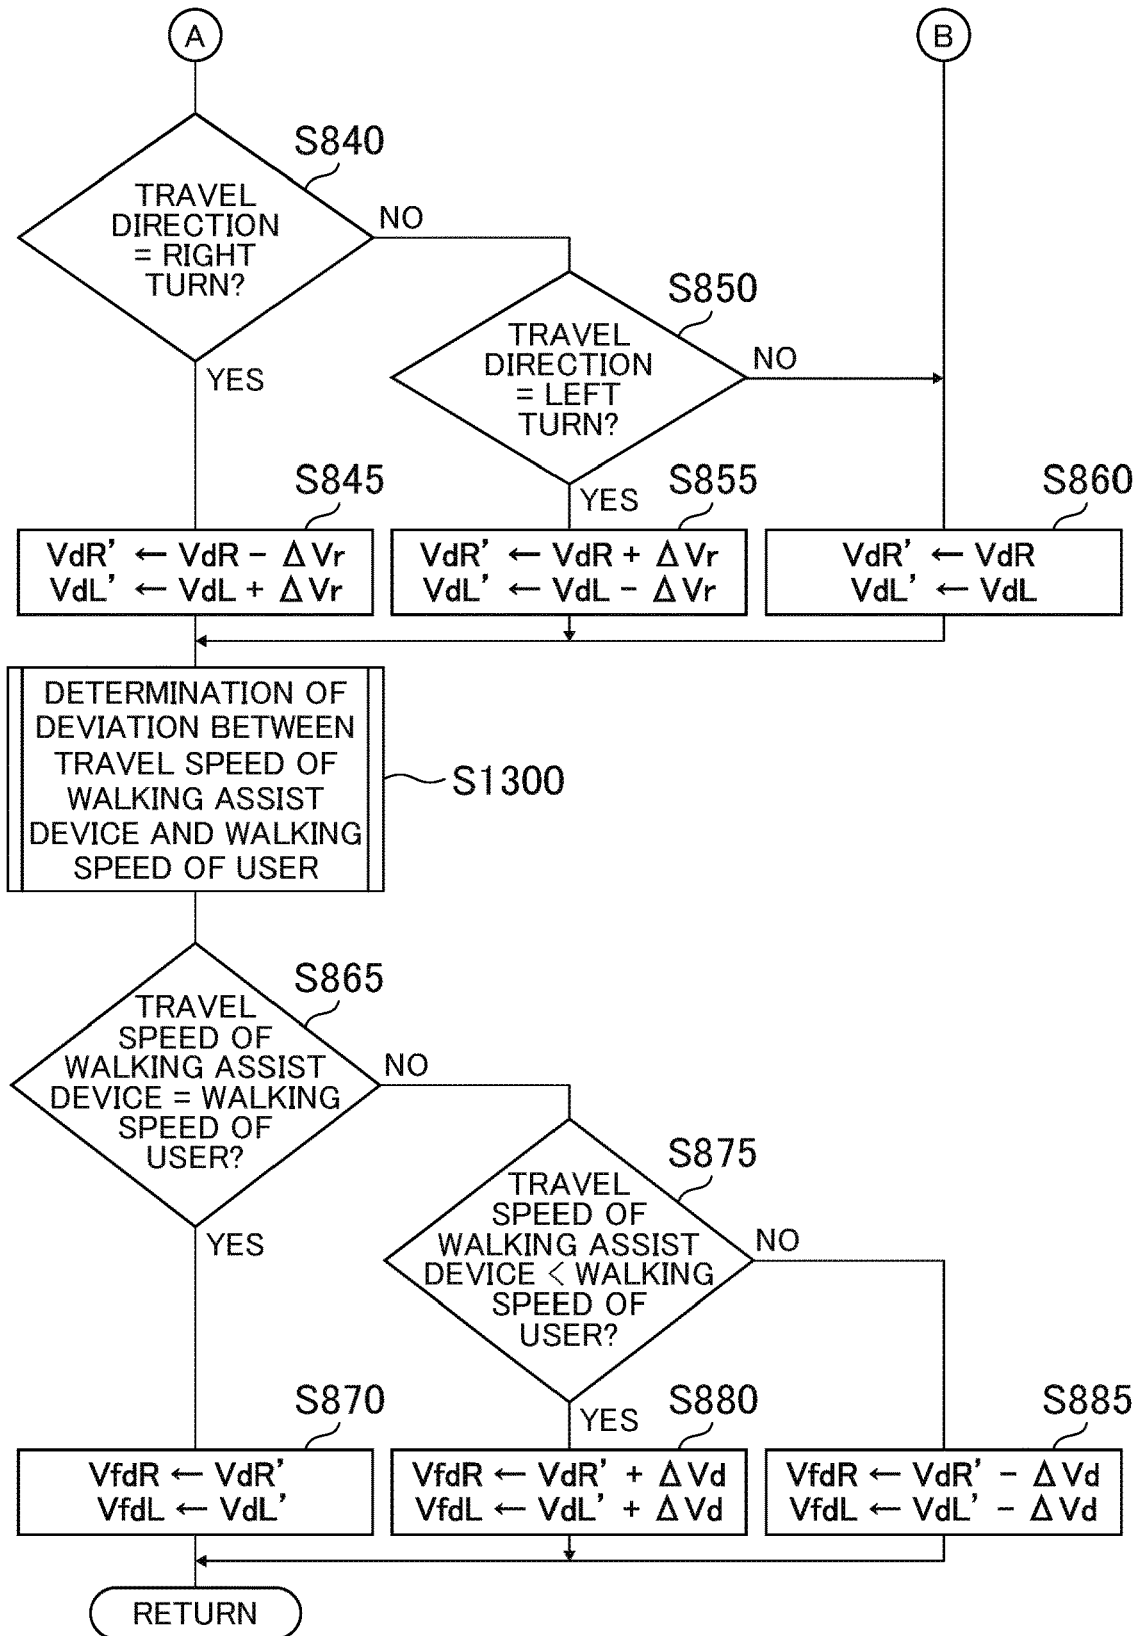 A
B
S840
TRAVEL
DIRECTION
= RIGHT
TURN?
NO
YES
S850
TRAVEL
DIRECTION
= LEFT
TURN?
NO
YES
S845
VdR' ← VdR - ΔVr
VdL' ← VdL + ΔVr
S855
VdR' ← VdR + ΔVr
VdL' ← VdL - ΔVr
S860
VdR' ← VdR
VdL' ← VdL
DETERMINATION OF
DEVIATION BETWEEN
TRAVEL SPEED OF
WALKING ASSIST
DEVICE AND WALKING
SPEED OF USER
S1300
S865
TRAVEL
SPEED OF
WALKING ASSIST
DEVICE = WALKING
SPEED OF
USER?
NO
YES
S875
TRAVEL
SPEED OF
WALKING ASSIST
DEVICE < WALKING
SPEED OF
USER?
NO
YES
S870
VfdR ← VdR'
VfdL ← VdL'
S880
VfdR ← VdR' + ΔVd
VfdL ← VdL' + ΔVd
S885
VfdR ← VdR' - ΔVd
VfdL ← VdL' - ΔVd
RETURN